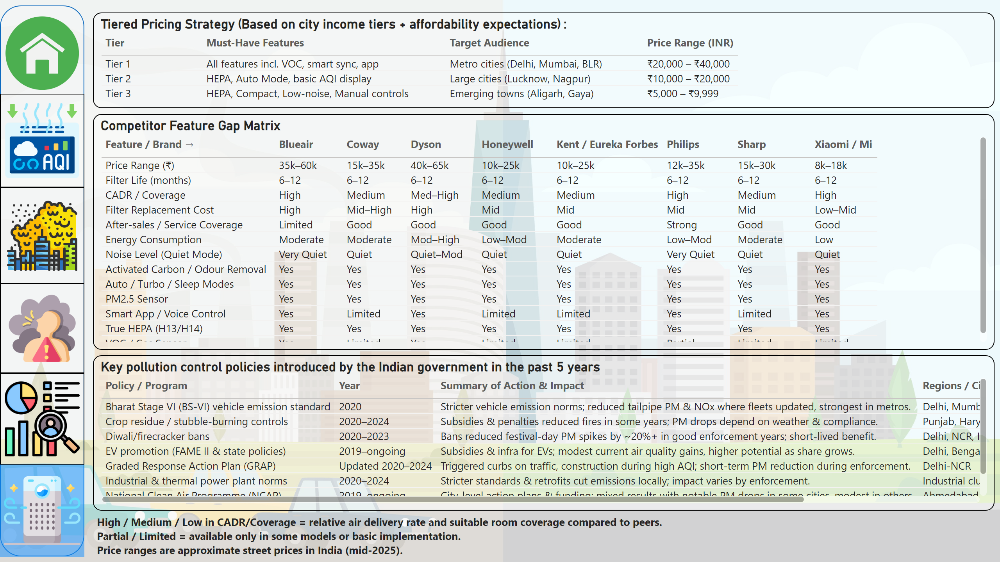 Tiered Pricing Strategy (Based on city income tiers + affordability expectations) :
Tier Must-Have Features Target Audience Price Range (INR)
Tier 1 All features incl. VOC, smart sync, app Metro cities (Delhi, Mumbai, BLR) ₹20,000 – ₹40,000
Tier 2 HEPA, Auto Mode, basic AQI display Large cities (Lucknow, Nagpur) ₹10,000 – ₹20,000
Tier 3 HEPA, Compact, Low-noise, Manual controls Emerging towns (Aligarh, Gaya) ₹5,000 – ₹9,999
AQI
Competitor Feature Gap Matrix
Feature / Brand → Blueair Coway Dyson Honeywell Kent / Eureka Forbes Philips Sharp Xiaomi / Mi
Price Range (₹) 35k–60k 15k–35k 40k–65k 10k–25k 10k–25k 12k–35k 15k–30k 8k–18k
Filter Life (months) 6–12 6–12 6–12 6–12 6–12 6–12 6–12 6–12
CADR / Coverage High Medium Med–High Medium Medium High Medium High
Filter Replacement Cost High Mid–High High Mid Mid Mid Mid Low–Mid
After-sales / Service Coverage Limited Good Good Good Good Strong Good Good
Energy Consumption Moderate Moderate Mod–High Low–Mod Moderate Low–Mod Moderate Low
Noise Level (Quiet Mode) Very Quiet Quiet Quiet–Mod Quiet Quiet Very Quiet Quiet Quiet
Activated Carbon / Odour Removal Yes Yes Yes Yes Yes Yes Yes Yes
Auto / Turbo / Sleep Modes Yes Yes Yes Yes Yes Yes Yes Yes
PM2.5 Sensor Yes Yes Yes Yes Yes Yes Yes Yes
Smart App / Voice Control Yes Limited Yes Limited Limited Yes Limited Yes
True HEPA (H13/H14) Yes Yes Yes Yes Yes Yes Yes Yes
VOC / Gas Sensor Yes Limited Yes Limited Limited Partial Limited Limited
Key pollution control policies introduced by the Indian government in the past 5 years
Policy / Program Year Summary of Action & Impact Regions / Ci
Bharat Stage VI (BS-VI) vehicle emission standard 2020 Stricter vehicle emission norms; reduced tailpipe PM & NOx where fleets updated, strongest in metros. Delhi, Mumb
Crop residue / stubble-burning controls 2020–2024 Subsidies & penalties reduced fires in some years; PM drops depend on weather & compliance. Punjab, Hary
Diwali/firecracker bans 2020–2023 Bans reduced festival-day PM spikes by ~20%+ in good enforcement years; short-lived benefit. Delhi, NCR,
EV promotion (FAME II & state policies) 2019–ongoing Subsidies & infra for EVs; modest current air quality gains, higher potential as share grows. Delhi, Benga
Graded Response Action Plan (GRAP) Updated 2020–2024 Triggered curbs on traffic, construction during high AQI; short-term PM reduction during enforcement. Delhi-NCR
Industrial & thermal power plant norms 2020–2024 Stricter standards & retrofits cut emissions locally; impact varies by enforcement. Industrial clu
National Clean Air Programme (NCAP) 2019–ongoing City-level action plans & funding; mixed results with notable PM drops in some cities, modest in others. Ahmedabad
High / Medium / Low in CADR/Coverage = relative air delivery rate and suitable room coverage compared to peers.
Partial / Limited = available only in some models or basic implementation.
Price ranges are approximate street prices in India (mid-2025).